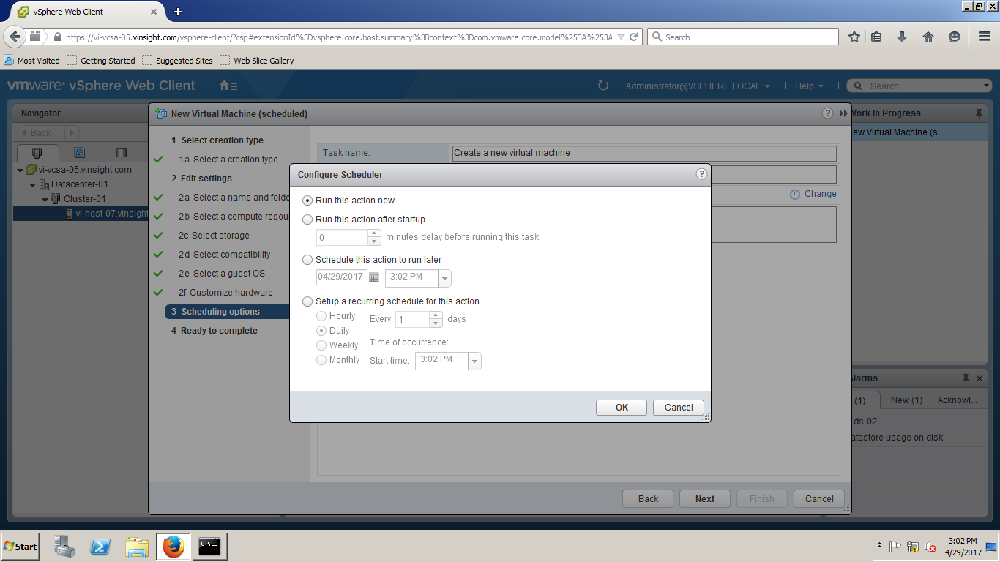 vSphere Web Client
https://vi-vcsa-05.vinsight.com/vsphere-client/?csp#extensionId%3Dvsphere.core.host.summary%3Bcontext%3Dcom.vmware.core.model%253A%253A
Search
Most Visited
Getting Started
Suggested Sites
Web Slice Gallery
vmware® vSphere Web Client
Administrator@VSPHERE.LOCAL
Help
Search
Navigator
Back
vi-vcsa-05.vinsight.com
Datacenter-01
Cluster-01
vi-host-07.vinsight
New Virtual Machine (scheduled)
1 Select creation type
1a Select a creation type
2 Edit settings
2a Select a name and folde
2b Select a compute resou
2c Select storage
2d Select compatibility
2e Select a guest OS
2f Customize hardware
3 Scheduling options
4 Ready to complete
Task name:
Create a new virtual machine
Change
Configure Scheduler
Run this action now
Run this action after startup
0
minutes delay before running this task
Schedule this action to run later
04/29/2017
3:02 PM
Setup a recurring schedule for this action
Hourly
Daily
Weekly
Monthly
Every 1 days
Time of occurrence:
Start time: 3:02 PM
OK
Cancel
Back
Next
Finish
Cancel
Work In Progress
ew Virtual Machine (s...
larms
(1)
New (1)
Acknowl...
-ds-02
atastore usage on disk
Start
C:\
3:02 PM
4/29/2017